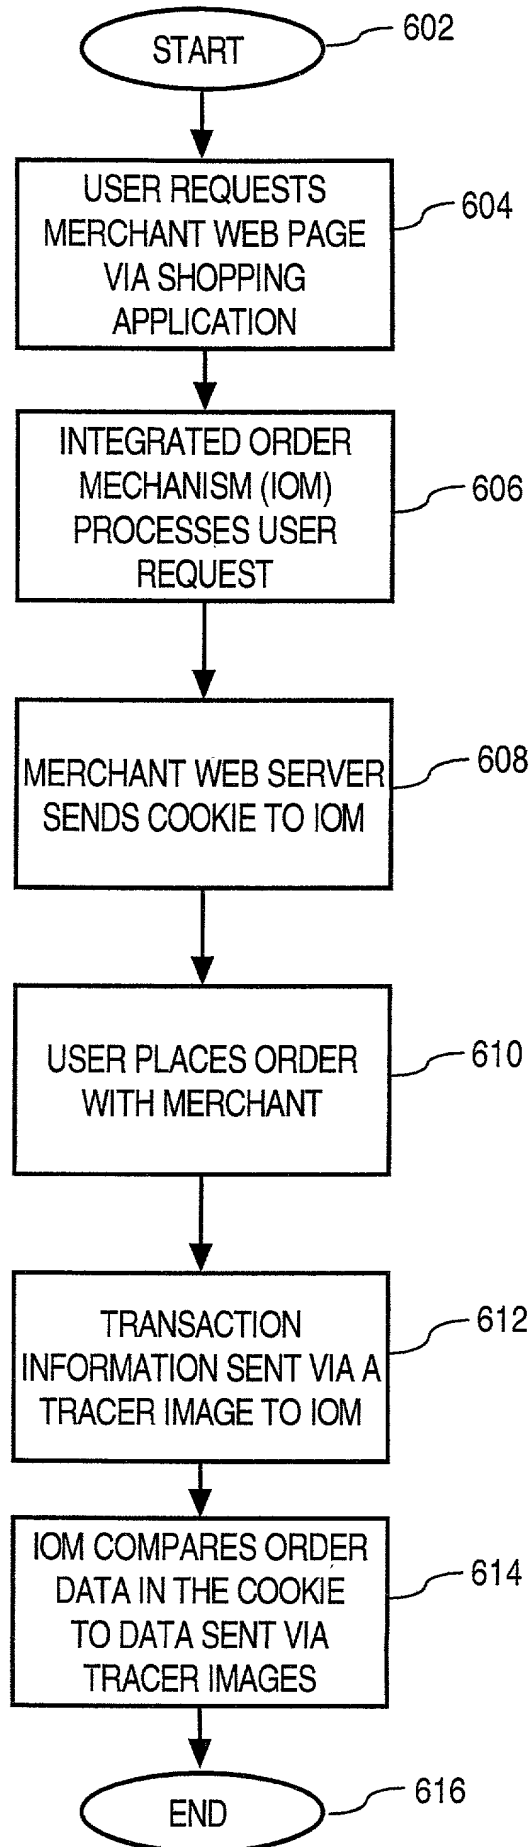 START
602
USER REQUESTS
MERCHANT WEB PAGE
VIA SHOPPING
APPLICATION
604
INTEGRATED ORDER
MECHANISM (IOM)
PROCESSES USER
REQUEST
606
MERCHANT WEB SERVER
SENDS COOKIE TO IOM
608
USER PLACES ORDER
WITH MERCHANT
610
TRANSACTION
INFORMATION SENT VIA A
TRACER IMAGE TO IOM
612
IOM COMPARES ORDER
DATA IN THE COOKIE
TO DATA SENT VIA
TRACER IMAGES
614
END
616